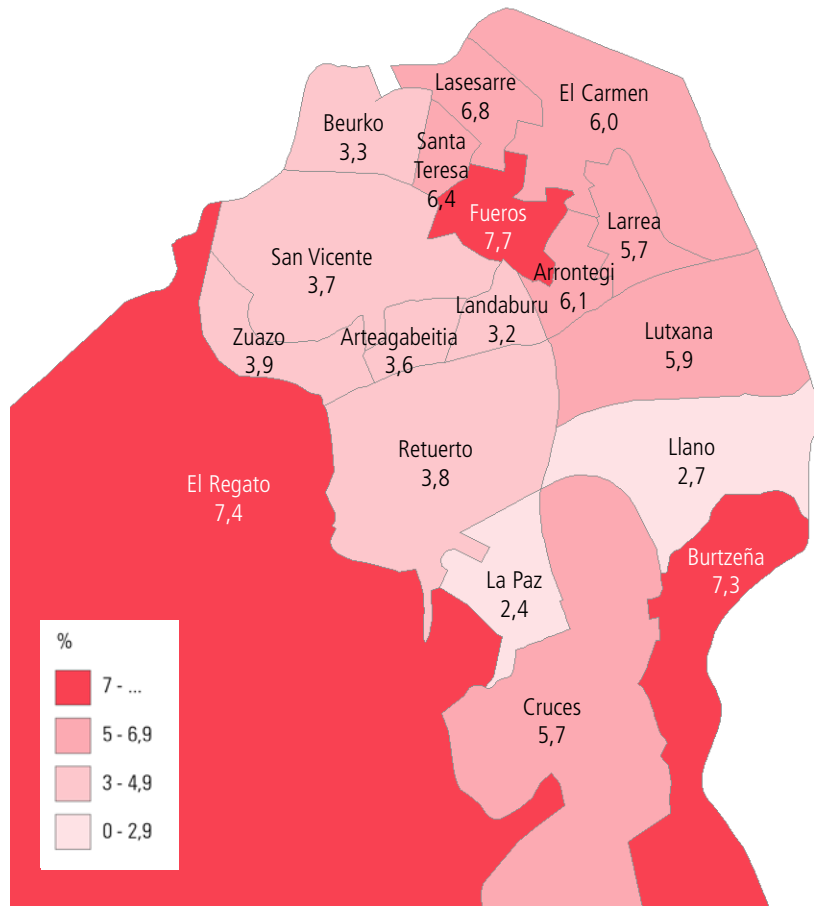 Lasesarre
6,8
El Carmen
6,0
Beurko
3,3
Santa
Teresa
6,4
Fueros
7,7
Larrea
5,7
San Vicente
3,7
Arrontegi
6,1
Landaburu
3,2
Zuazo
3,9
Arteagabeitia
3,6
Lutxana
5,9
Retuerto
3,8
Llano
2,7
El Regato
7,4
Burtzeña
7,3
La Paz
2,4
Cruces
5,7
%
7 - ...
5 - 6,9
3 - 4,9
0 - 2,9